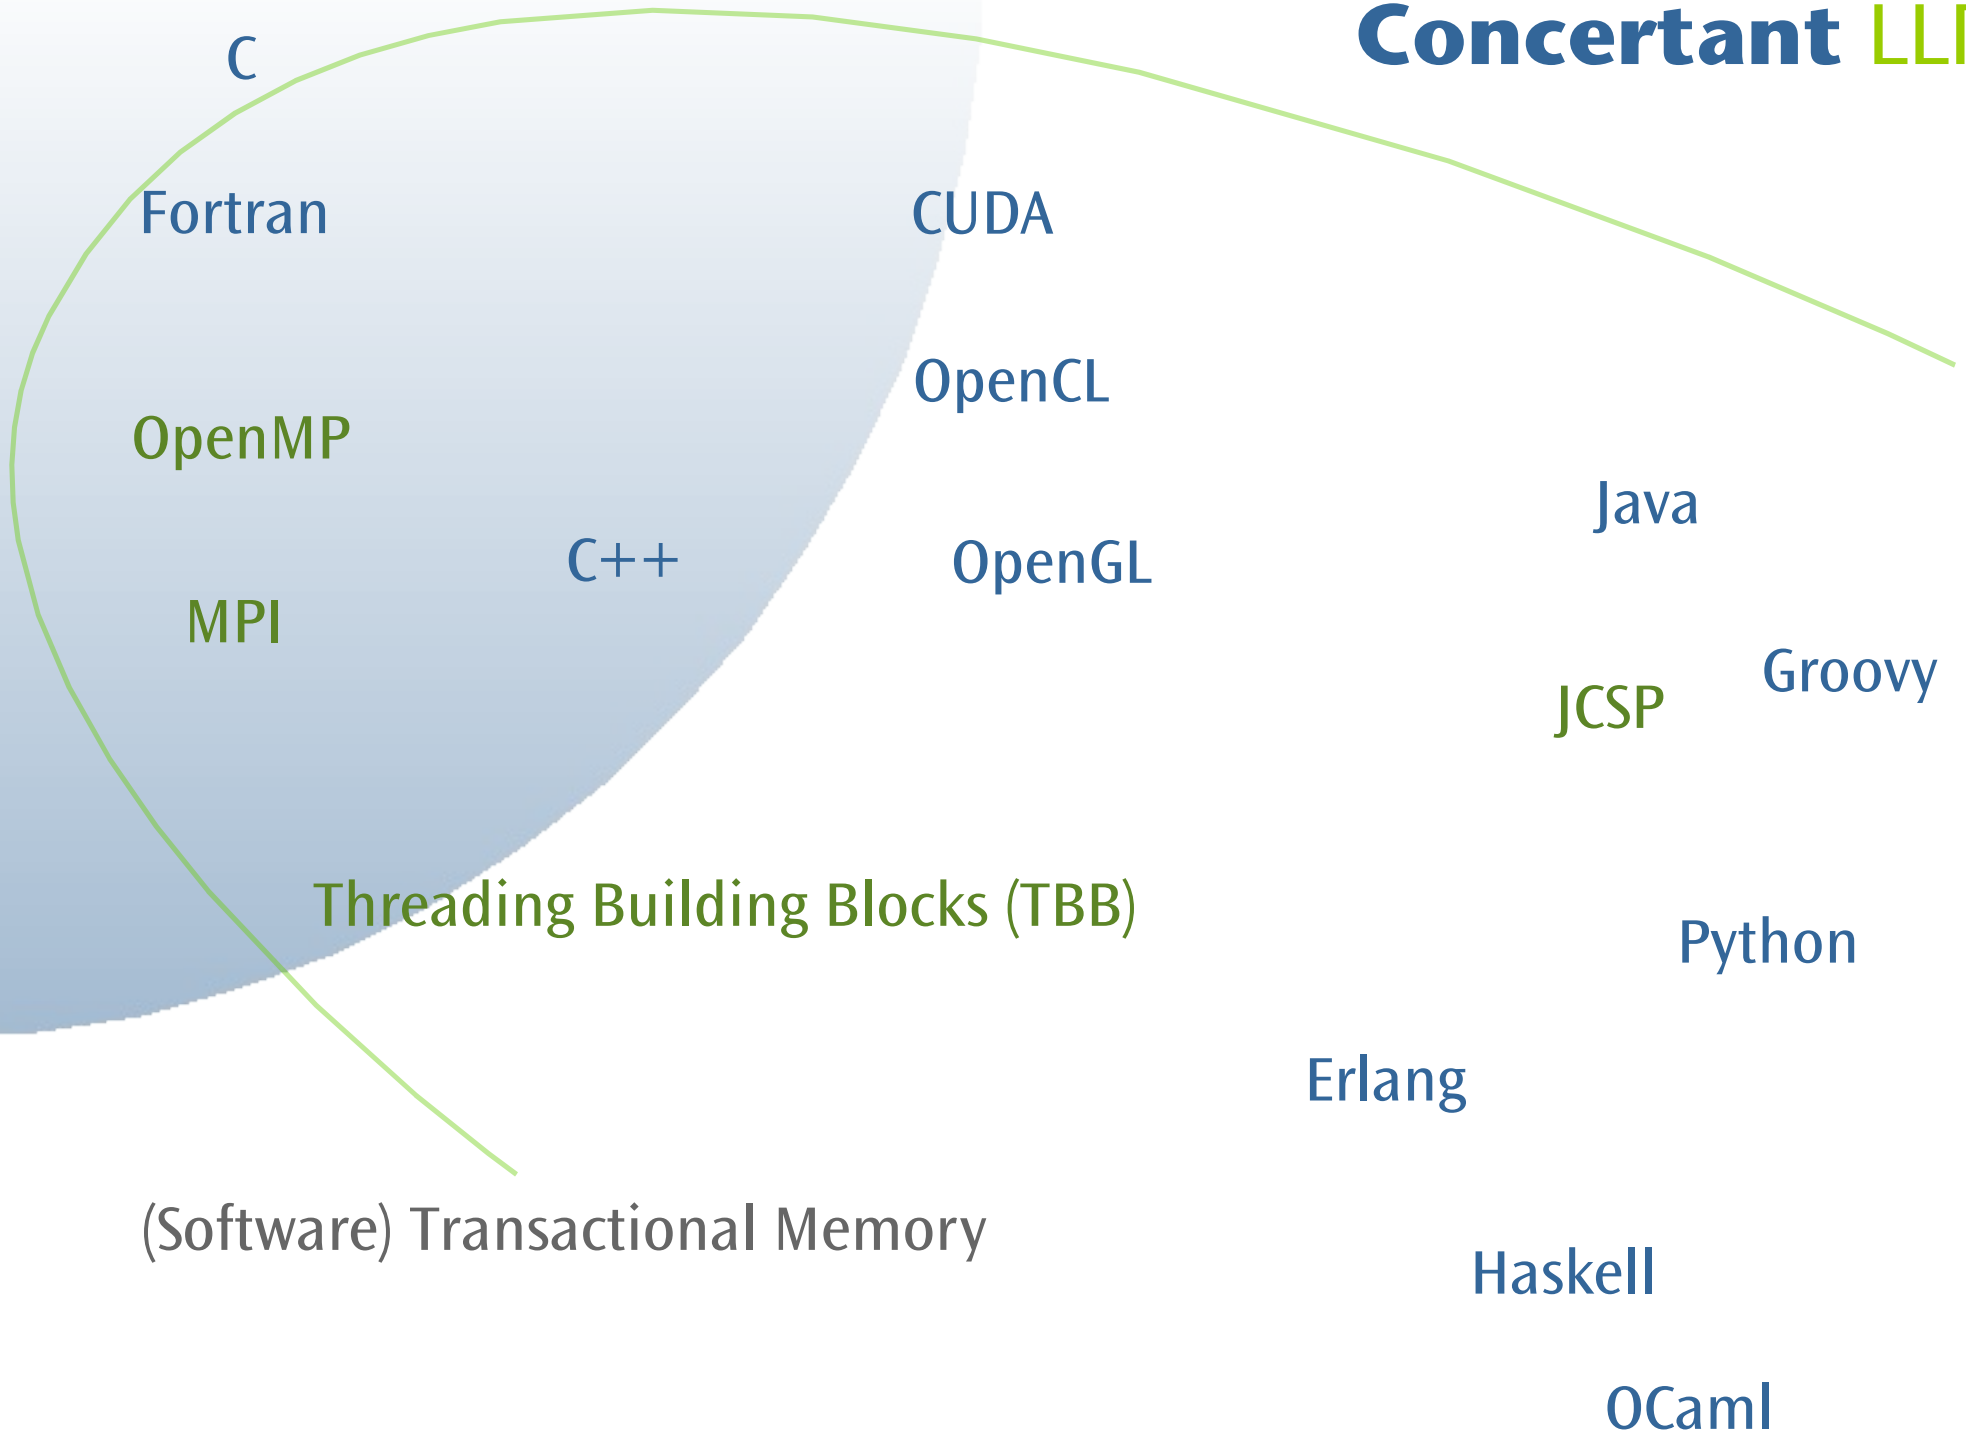 Concertant
C
Fortran
CUDA
OpenCL
OpenMP
Java
C++
OpenGL
MPI
Groovy
JCSP
Threading Building Blocks (TBB)
Python
Erlang
(Software) Transactional Memory
Haskell
OCaml